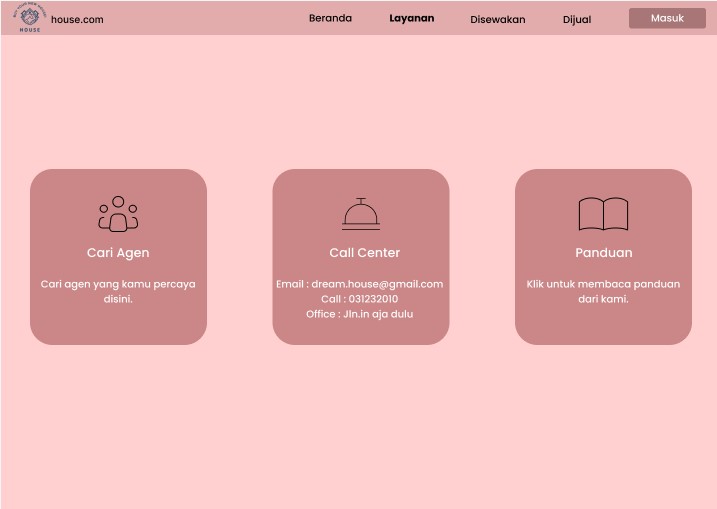 HOUSE
house.com
Beranda
Layanan
Disewakan
Dijual
Masuk
Cari Agen
Cari agen yang kamu percaya
disini.
Call Center
Email : dream.house@gmail.com
Call : 031232010
Office : Jln.in aja dulu
Panduan
Klik untuk membaca panduan
dari kami.